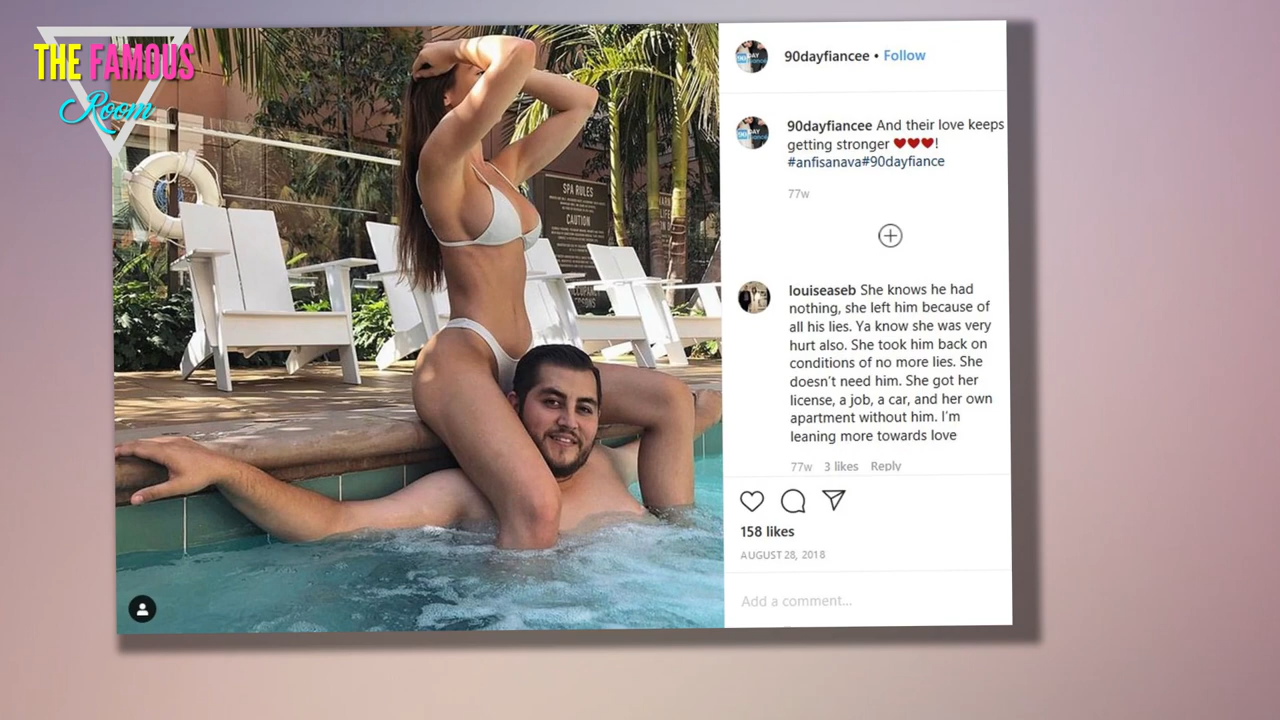 THE FAMOUS
Room
SPA RULES
CAUTION
90dayfiancee • Follow
90dayfiancee And their love keeps
getting stronger ❤❤❤!
#anfisanava#90dayfiance
77w
louiseaseb She knows he had
nothing, she left him because of
all his lies. Ya know she was very
hurt also. She took him back on
conditions of no more lies. She
doesn't need him. She got her
license, a job, a car, and her own
apartment without him. I'm
leaning more towards love
77w 3 likes Reply
158 likes
AUGUST 28, 2018
Add a comment...